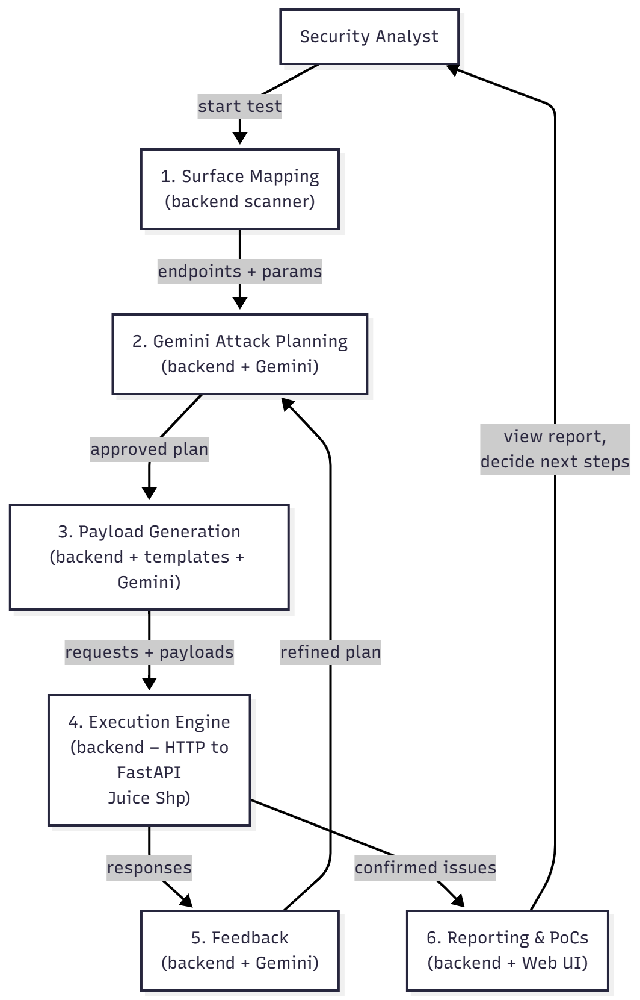 Security Analyst
start test
1. Surface Mapping
(backend scanner)
endpoints + params
2. Gemini Attack Planning
(backend + Gemini)
view report,
decide next steps
approved plan
3. Payload Generation
(backend + templates +
Gemini)
requests + payloads
refined plan
4. Execution Engine
(backend – HTTP to
FastAPI
Juice Shp)
responses
confirmed issues
5. Feedback
(backend + Gemini)
6. Reporting & PoCs
(backend + Web UI)